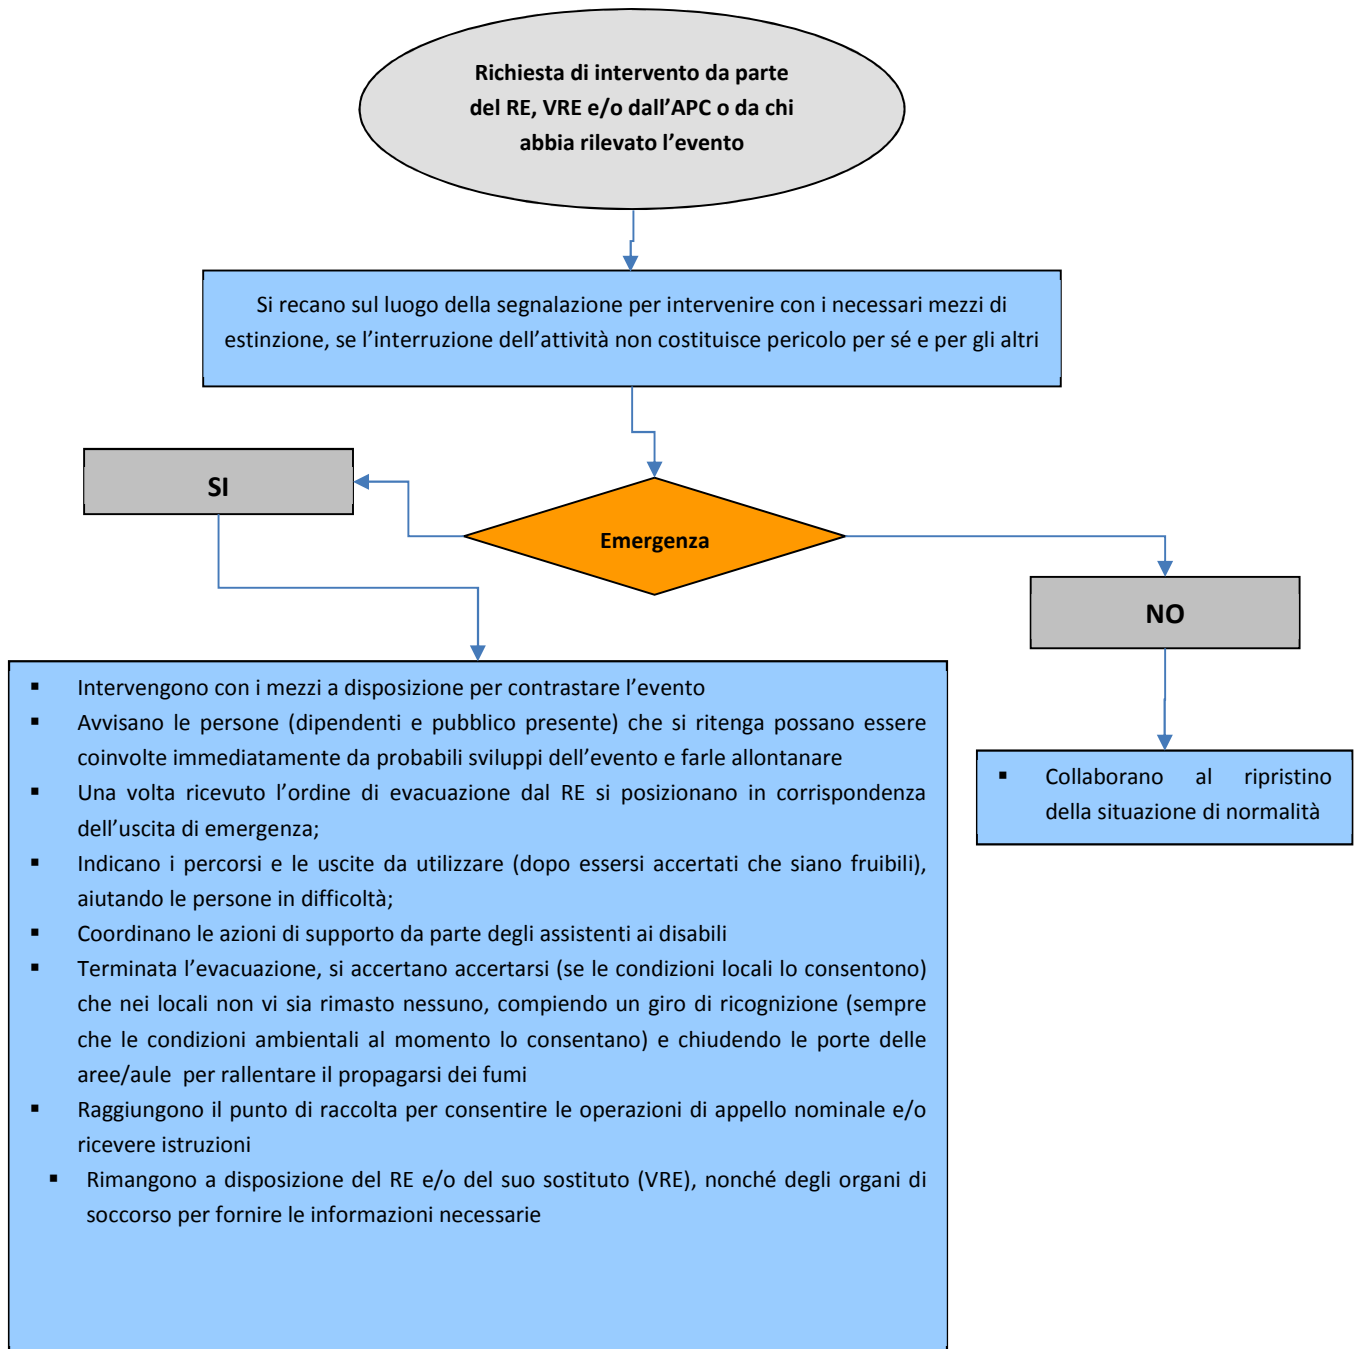 Richiesta di intervento da parte
del RE, VRE e/o dall’APC o da chi
abbia rilevato l’evento
Si recano sul luogo della segnalazione per intervenire con i necessari mezzi di
estinzione, se l’interruzione dell’attività non costituisce pericolo per sé e per gli altri
SI
Emergenza
NO
▪ Intervengono con i mezzi a disposizione per contrastare l’evento
▪ Avvisano le persone (dipendenti e pubblico presente) che si ritenga possano essere
coinvolte immediatamente da probabili sviluppi dell’evento e farle allontanare
▪ Una volta ricevuto l’ordine di evacuazione dal RE si posizionano in corrispondenza
dell’uscita di emergenza;
▪ Indicano i percorsi e le uscite da utilizzare (dopo essersi accertati che siano fruibili),
aiutando le persone in difficoltà;
▪ Coordinano le azioni di supporto da parte degli assistenti ai disabili
▪ Terminata l’evacuazione, si accertano accertarsi (se le condizioni locali lo consentono)
che nei locali non vi sia rimasto nessuno, compiendo un giro di ricognizione (sempre
che le condizioni ambientali al momento lo consentano) e chiudendo le porte delle
aree/aule per rallentare il propagarsi dei fumi
▪ Raggiungono il punto di raccolta per consentire le operazioni di appello nominale e/o
ricevere istruzioni
▪ Rimangono a disposizione del RE e/o del suo sostituto (VRE), nonché degli organi di
soccorso per fornire le informazioni necessarie
▪ Collaborano al ripristino
della situazione di normalità